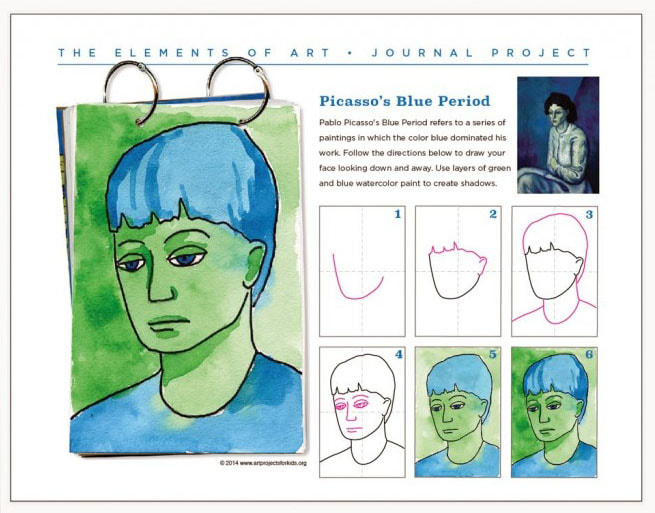 THE ELEMENTS OF ART • JOURNAL PROJECT
Picasso's Blue Period
Pablo Picasso's Blue Period refers to a series of
paintings in which the color blue dominated his
work. Follow the directions below to draw your
face looking down and away. Use layers of green
and blue watercolor paint to create shadows.
1
2
3
4
5
6
© 2014 www.artprojectsforkids.org